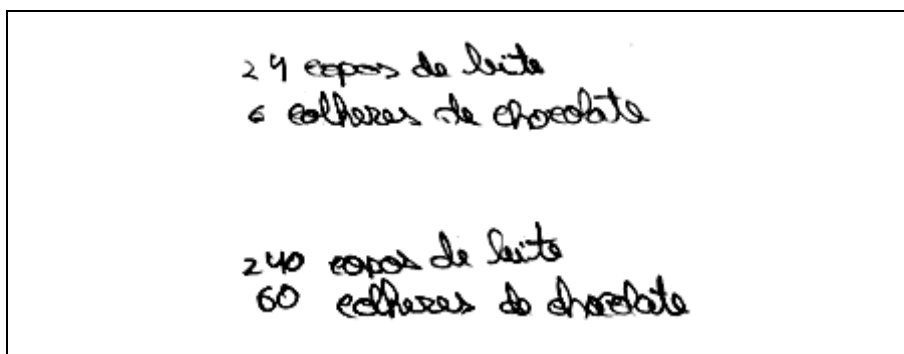 24 copos de leite
6 colheres de chocolate
240 copos de leite
60 colheres de chocolate